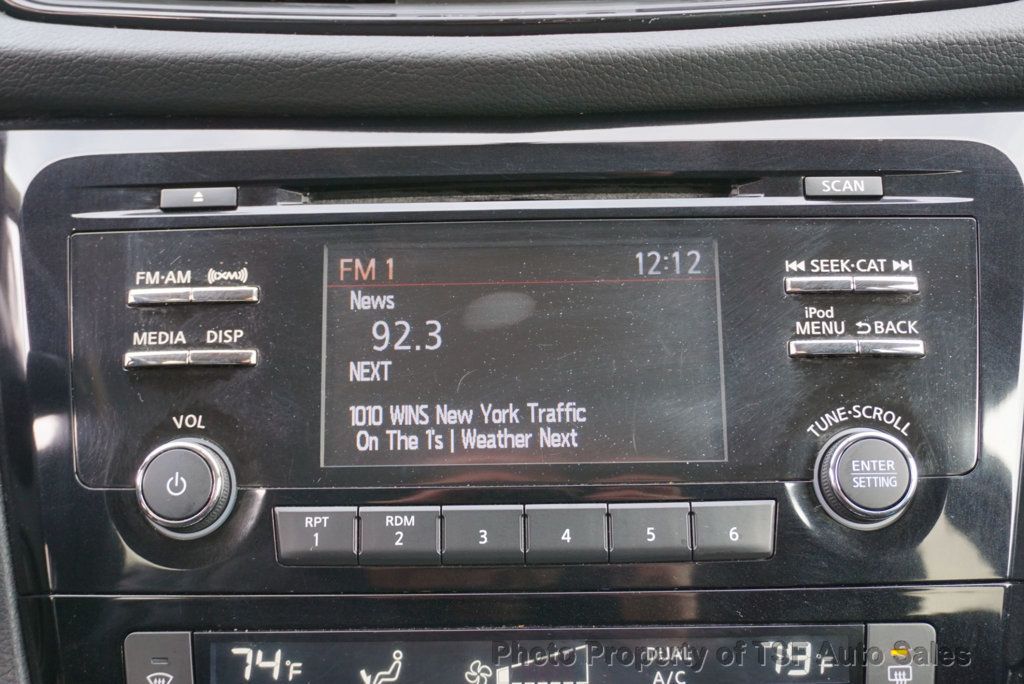 SCAN
FM·AM ((XM))
SEEK·CAT
MEDIA DISP
iPod
MENU BACK
FM 1 12:12
News
92.3
NEXT
1010 WINS New York Traffic
On The 1's | Weather Next
VOL
TUNE·SCROLL
ENTER
SETTING
RPT
1
RDM
2
3
4
5
6
74°F
DUAL
A/C
Photo Property of TSI Auto Sales